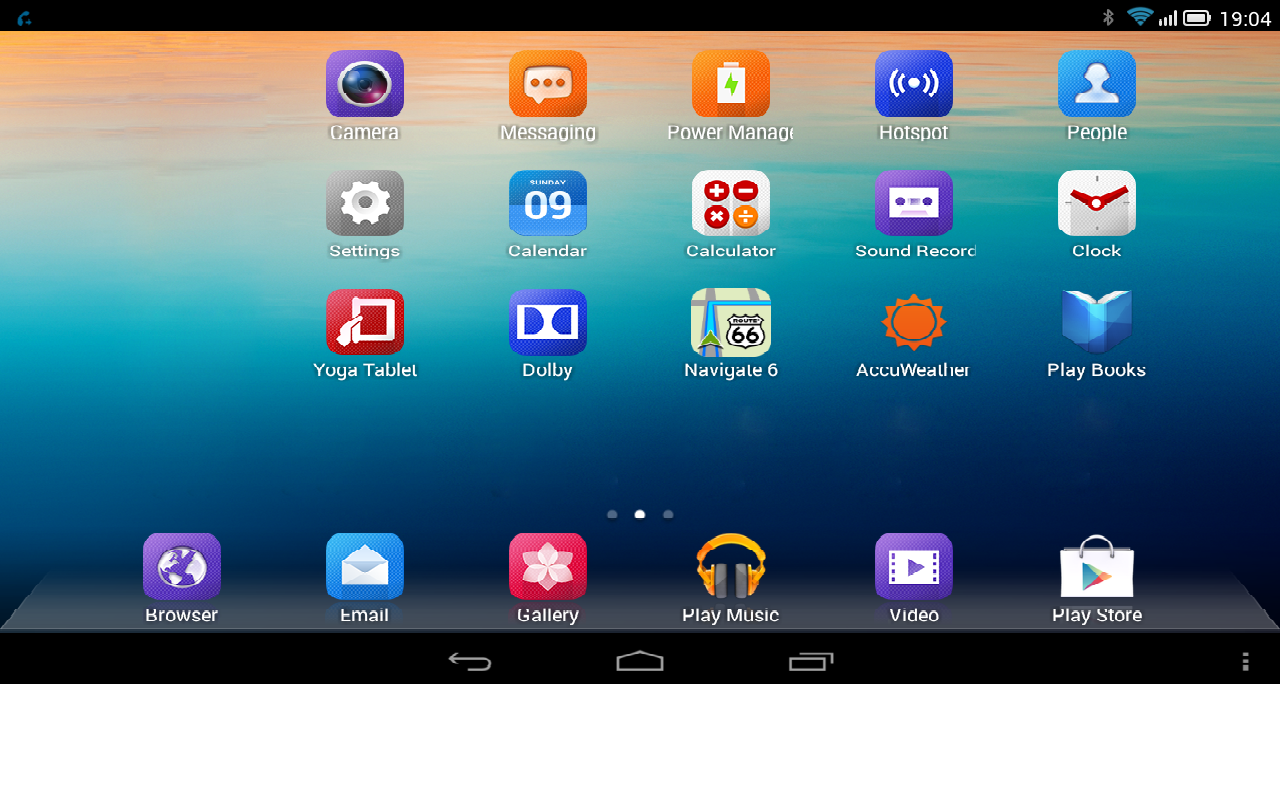 19:04
Camera
Messaging
Power Manage
Hotspot
People
SUNDAY
09
Settings
Calendar
Calculator
Sound Record
Clock
ROUTE
66
Yoga Tablet
Dolby
Navigate 6
AccuWeather
Play Books
Browser
Email
Gallery
Play Music
Video
Play Store